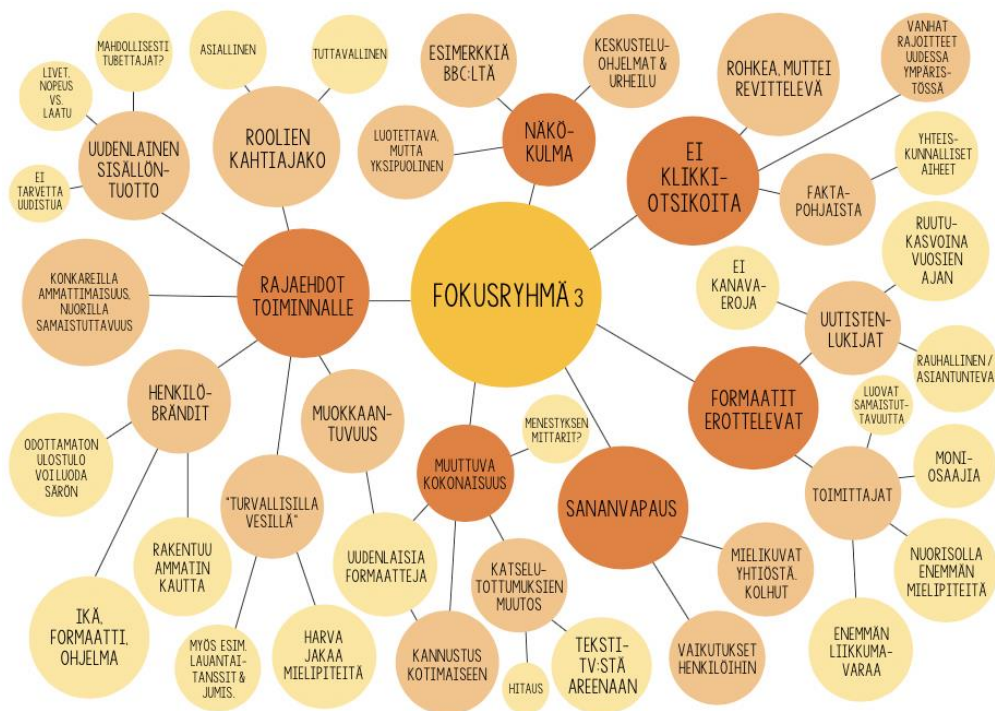 MAHDOLLISESTI
TUBETTAJAT?
LIVET,
NOPEUS
VS.
LAATU
UUDENLAINEN
SISÄLLÖN-
TUOTTO
EI
TARVETTA
UUDISTUA
ASIALLINEN
TUTTAVALLINEN
ROOLIEN
KAHTIAJAKO
ESIMERKKIÄ
BBC:LTÄ
KESKUSTELU-
OHJELMAT &
URHEILU
LUOTETTAVA,
MUTTA
YKSIPUOLINEN
NÄKÖ-
KULMA
ROHKEA, MUTTEI
REVITTELEVÄ
VANHAT
RAJOITTEET
UUDESSA
YMPÄRIS-
TÖSSÄ
EI
KLIKKI-
OTSIKOITA
FAKTA-
POHJAISTA
YHTEIS-
KUNNALLISET
AIHEET
KONKAREILLA
AMMATTIMAISUUS,
NUORILLA
SAMAISTUTTAVUUS
RAJAEHDOT
TOIMINNALLE
FOKUSRYHMÄ 3
EI
KANAVA-
EROJA
RUUTU-
KASVOINA
VUOSIEN
AJAN
UUTISTEN-
LUKIJAT
RAUHALLINEN /
ASIANTUNTEVA
HENKILÖ-
BRÄNDIT
MUOKKAAN-
TUVUUS
MENESTYKSEN
MITTARIT?
FORMAATIT
EROTTELEVAT
LUOVAT
SAMAISTUT-
TAVUUTTA
ODOTTAMATON
ULOSTULO
VOI LUODA
SÄRÖN
MUUTTUVA
KOKONAISUUS
MONI-
OSAAJIA
TOIMITTAJAT
"TURVALLISILLA
VESILLÄ"
SANANVAPAUS
RAKENTUU
AMMATIN
KAUTTA
UUDENLAISIA
FORMAATTEJA
KATSELU-
TOTTUMUKSIEN
MUUTOS
MIELIKUVAT
YHTIÖSTÄ.
KOLHUT
NUORISOLLA
ENEMMÄN
MIELIPITEITÄ
IKÄ,
FORMAATTI,
OHJELMA
MYÖS ESIM.
LAUANTAI-
TANSSIT &
JUMIS.
HARVA
JAKAA
MIELIPITEITÄ
KANNUSTUS
KOTIMAISEEN
HITAUS
TEKSTI-
TV:STÄ
AREENAAN
VAIKUTUKSET
HENKILÖIHIN
ENEMMÄN
LIIKKUMA-
VARAA